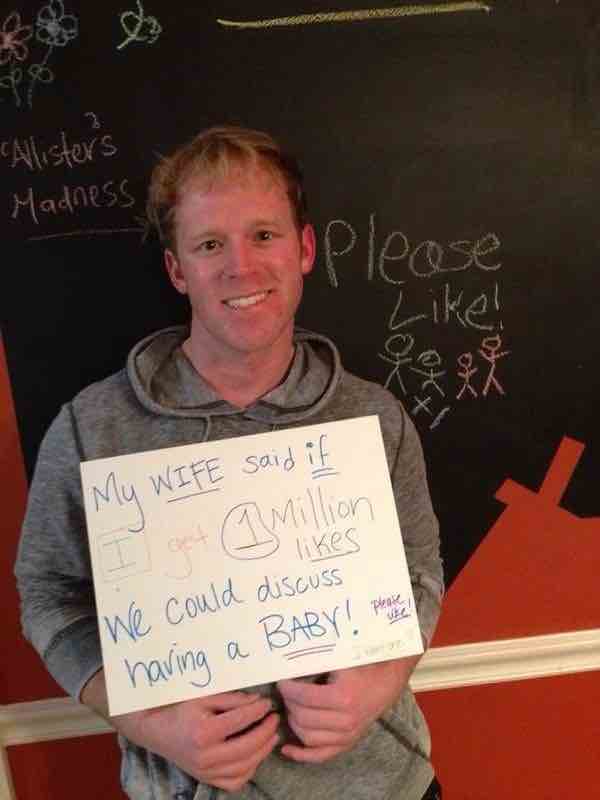 Allister's
Madness
Please
Like!
My WIFE said if
I get 1 Million
likes
We could discuss
having a BABY!
Please
like!